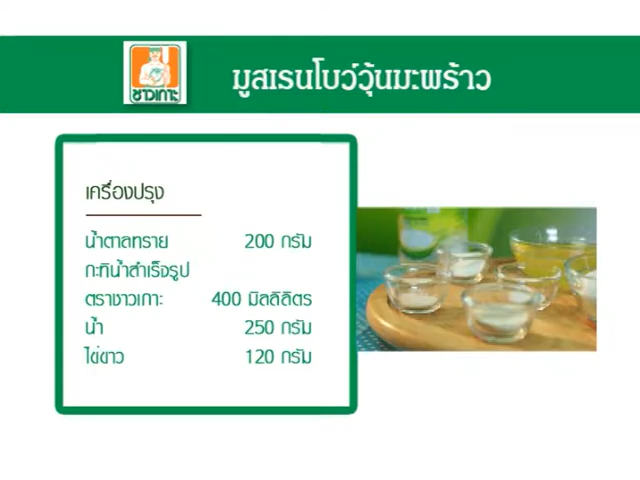 ชาวเกาะ
มูสเรนโบว์วุ้นมะพร้าว
เครื่องปรุง
น้ำตาลทราย 200 กรัม
กะทิน้ำสำเร็จรูป
ตราชาวเกาะ 400 มิลลิลิตร
น้ำ 250 กรัม
ไข่ขาว 120 กรัม